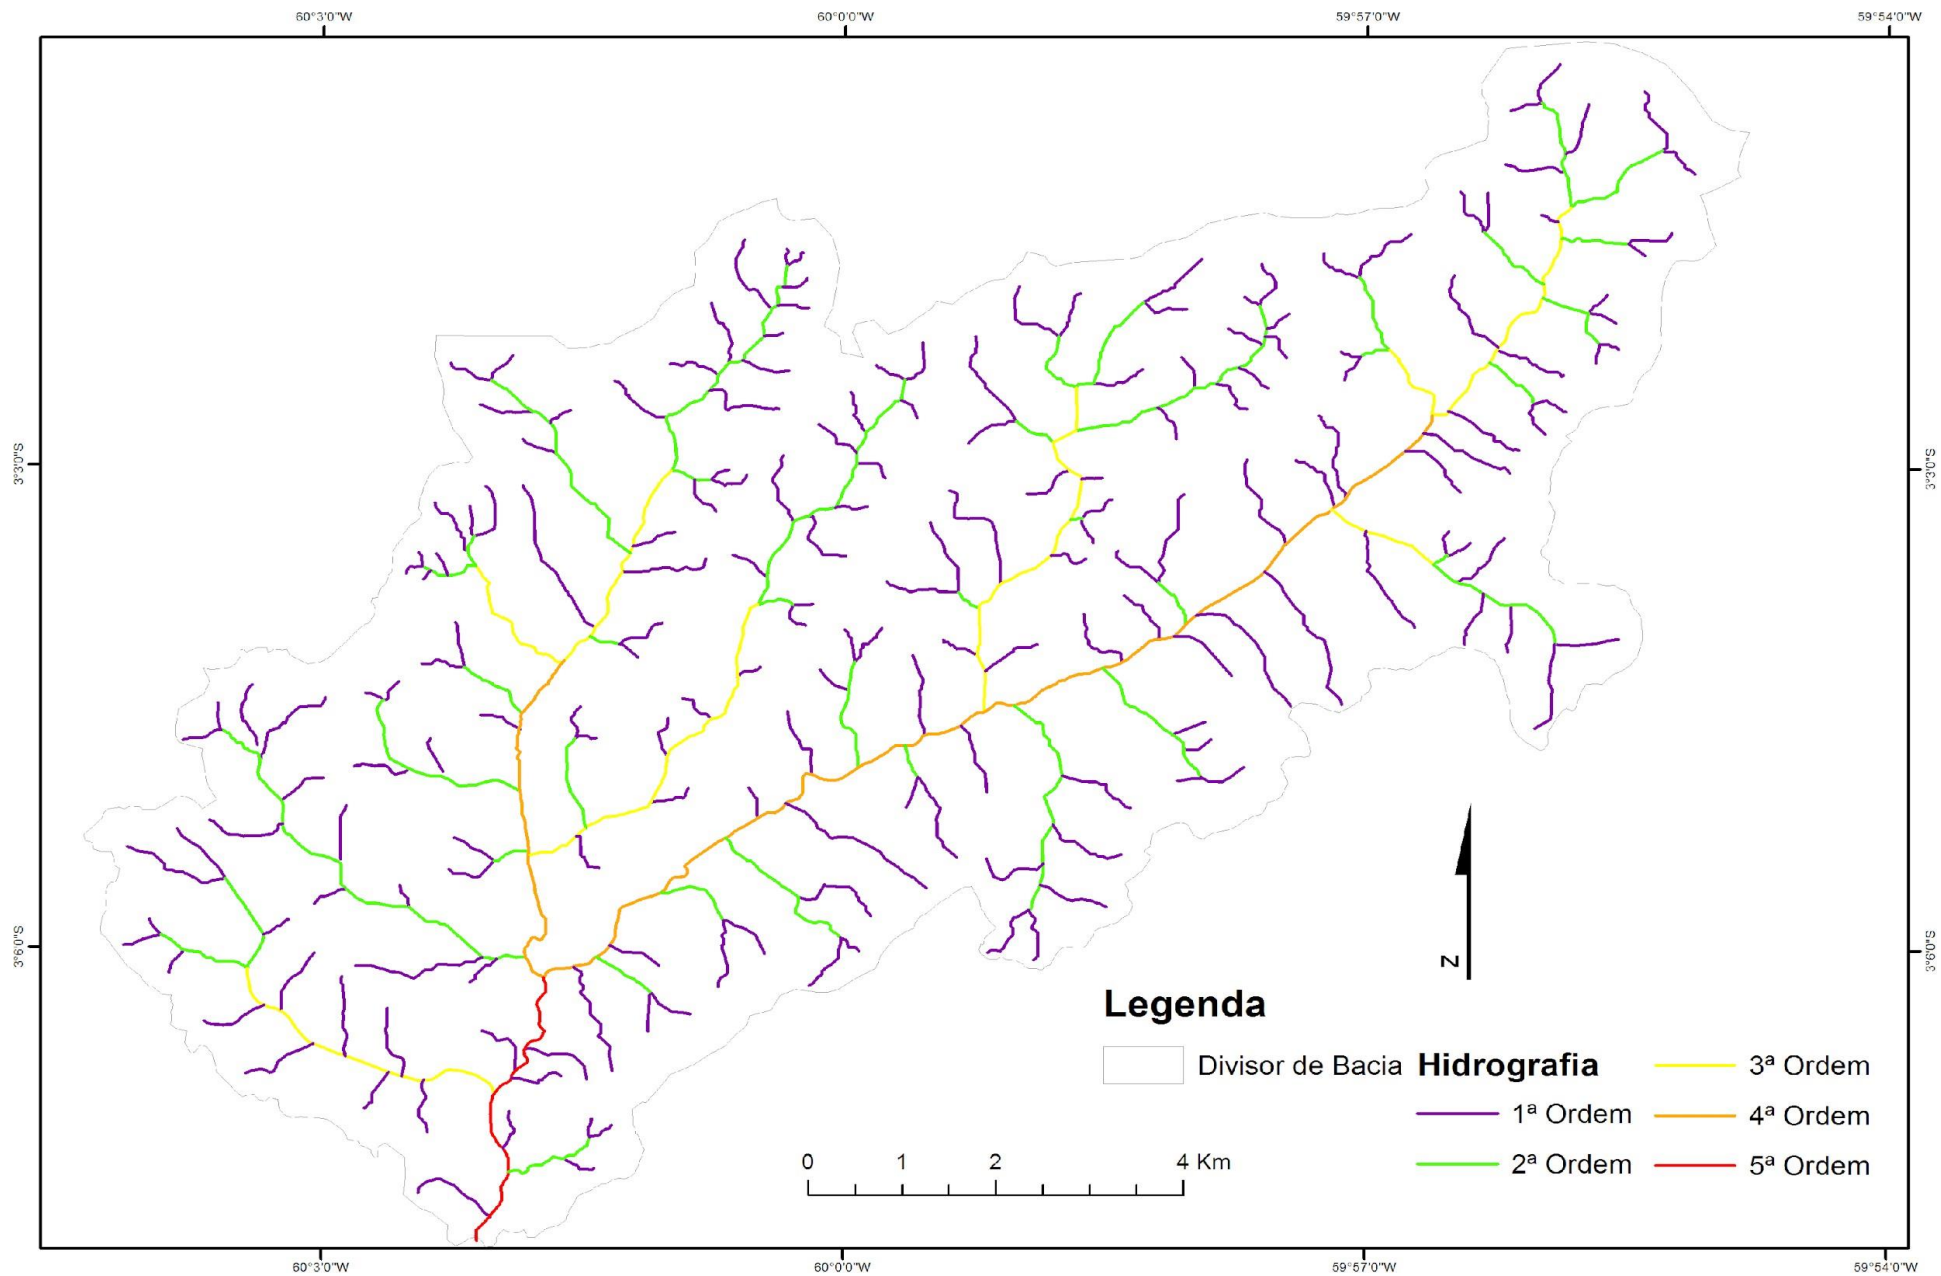 60°3'0"W 60°0'0"W 59°57'0"W 59°54'0"W
3°3'0"S 3°3'0"S
3°6'0"S 3°6'0"S
N
Legenda
Divisor de Bacia
Hidrografia
1ª Ordem
2ª Ordem
3ª Ordem
4ª Ordem
5ª Ordem
0 1 2 4 Km
60°3'0"W 60°0'0"W 59°57'0"W 59°54'0"W